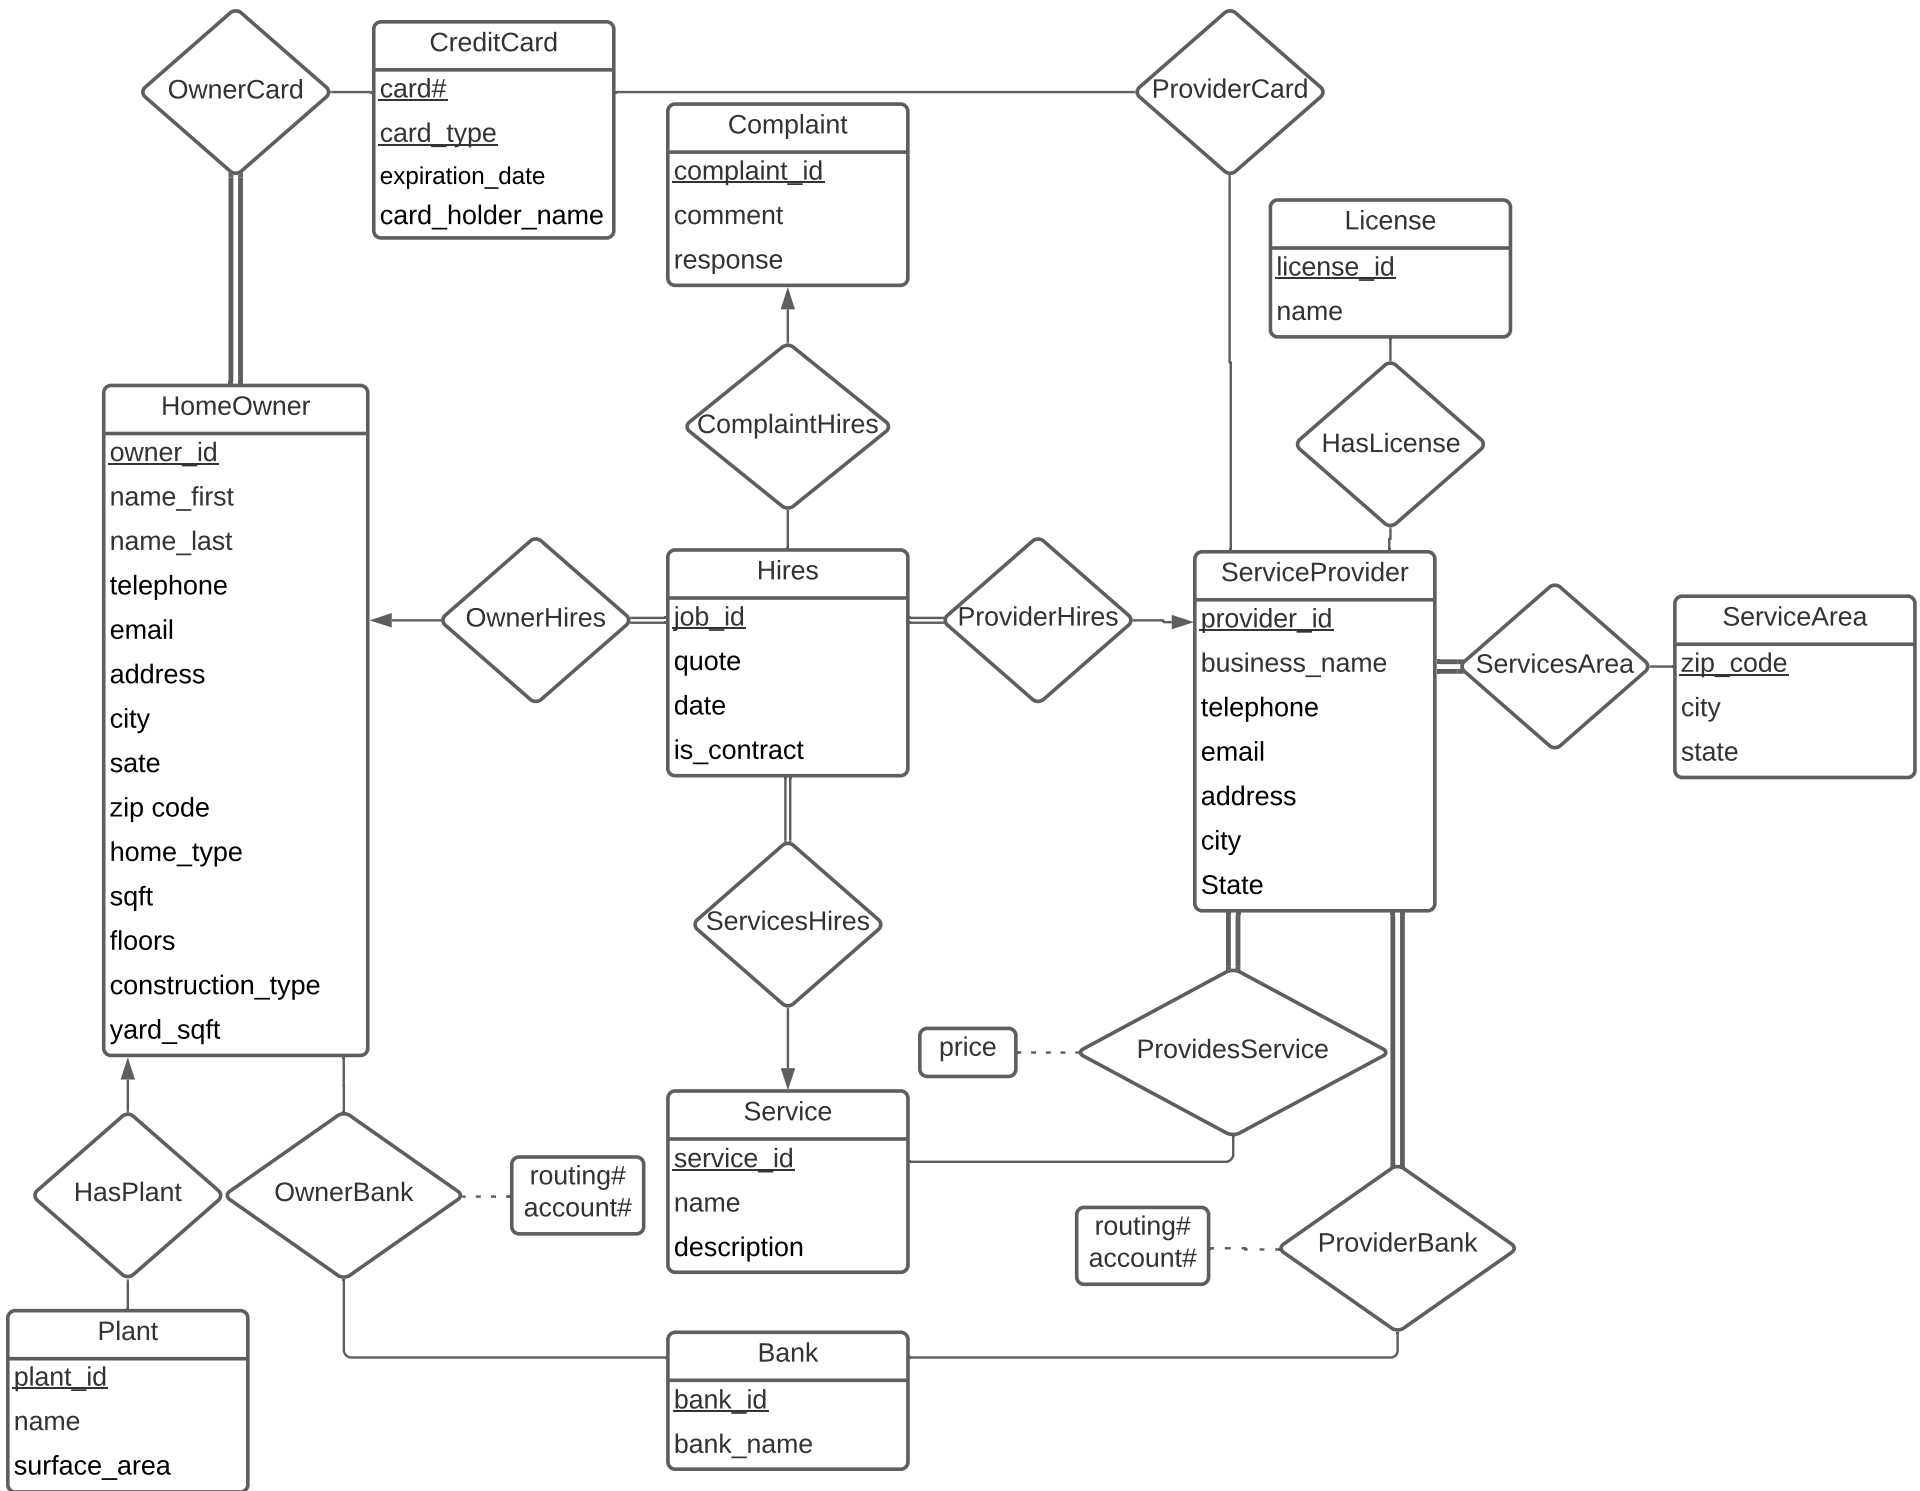 OwnerCard
CreditCard
card#
card_type
expiration_date
card_holder_name
ProviderCard
Complaint
complaint_id
comment
response
License
license_id
name
ComplaintHires
HasLicense
HomeOwner
owner_id
name_first
name_last
telephone
email
address
city
sate
zip code
home_type
sqft
floors
construction_type
yard_sqft
OwnerHires
Hires
job_id
quote
date
is_contract
ProviderHires
ServiceProvider
provider_id
business_name
telephone
email
address
city
State
ServicesArea
ServiceArea
zip_code
city
state
ServicesHires
price
ProvidesService
Service
service_id
name
description
HasPlant
OwnerBank
routing#
account#
routing#
account#
ProviderBank
Plant
plant_id
name
surface_area
Bank
bank_id
bank_name